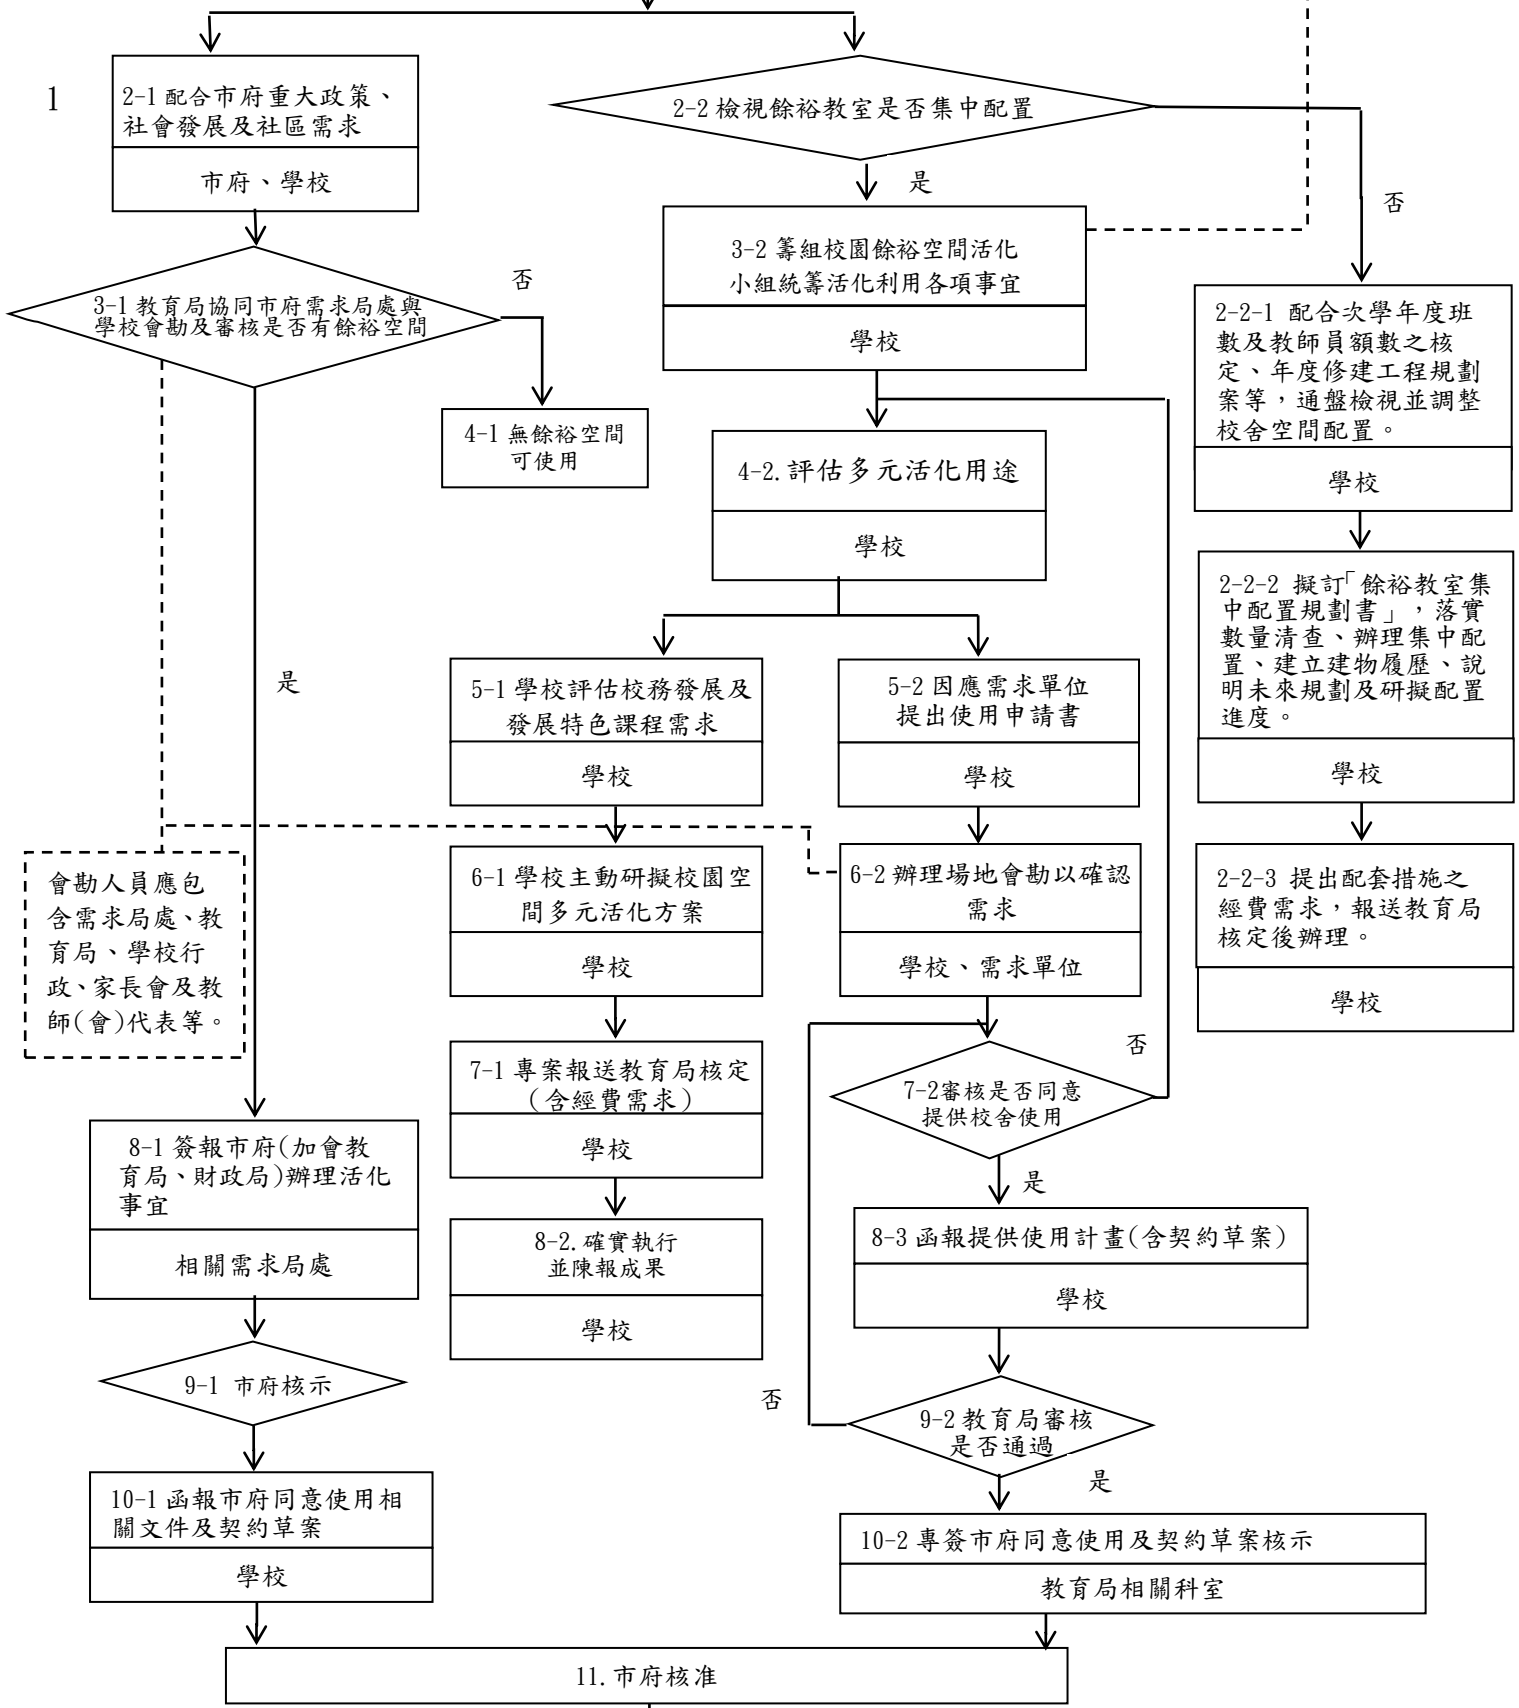 1
2-1 配合市府重大政策、
社會發展及社區需求
市府、學校
2-2 檢視餘裕教室是否集中配置
是
否
3-1 教育局協同市府需求局處與
學校會勘及審核是否有餘裕空間
否
4-1 無餘裕空間
可使用
是
3-2 籌組校園餘裕空間活化
小組統籌活化利用各項事宜
學校
4-2. 評估多元活化用途
學校
2-2-1 配合次學年度班
數及教師員額數之核
定、年度修建工程規劃
案等，通盤檢視並調整
校舍空間配置。
學校
2-2-2 擬訂「餘裕教室集
中配置規劃書」，落實
數量清查、辦理集中配
置、建立建物履歷、說
明未來規劃及研擬配置
進度。
學校
2-2-3 提出配套措施之
經費需求，報送教育局
核定後辦理。
學校
5-1 學校評估校務發展及
發展特色課程需求
學校
5-2 因應需求單位
提出使用申請書
學校
會勘人員應包
含需求局處、教
育局、學校行
政、家長會及教
師(會)代表等。
6-1 學校主動研擬校園空
間多元活化方案
學校
6-2 辦理場地會勘以確認
需求
學校、需求單位
7-1 專案報送教育局核定
（含經費需求）
學校
7-2審核是否同意
提供校舍使用
否
是
8-1 簽報市府(加會教
育局、財政局)辦理活化
事宜
相關需求局處
8-2. 確實執行
並陳報成果
學校
8-3 函報提供使用計畫(含契約草案)
學校
9-1 市府核示
9-2 教育局審核
是否通過
否
是
10-1 函報市府同意使用相
關文件及契約草案
學校
10-2 專簽市府同意使用及契約草案核示
教育局相關科室
11. 市府核准